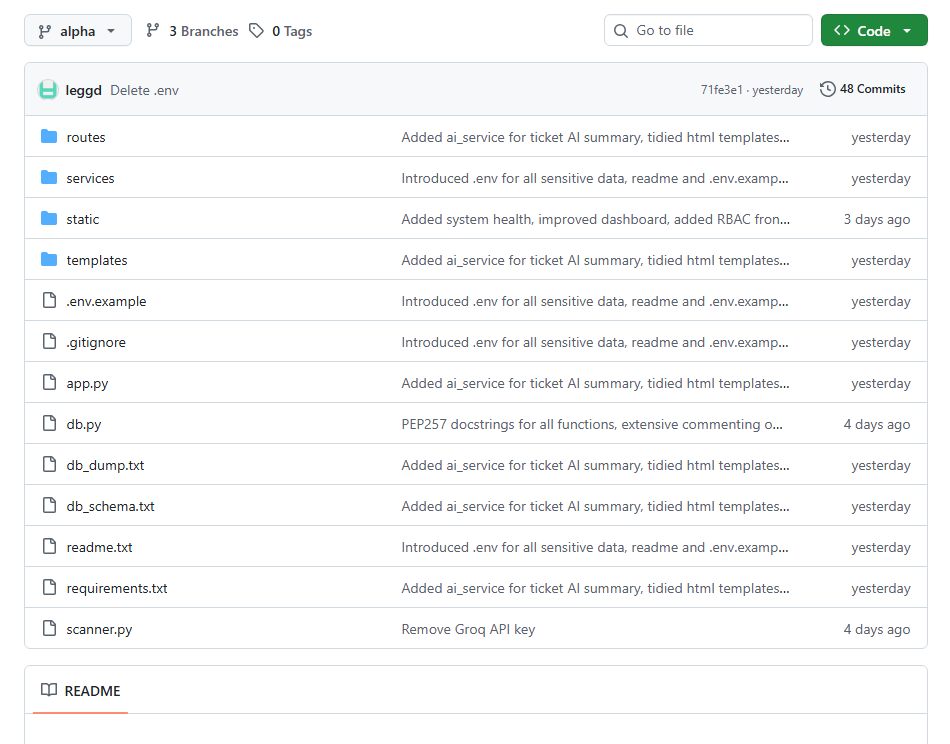 alpha 3 Branches 0 Tags Go to file Code
leggd Delete .env 71fe3e1 · yesterday 48 Commits
routes Added ai_service for ticket AI summary, tidied html templates... yesterday
services Introduced .env for all sensitive data, readme and .env.examp... yesterday
static Added system health, improved dashboard, added RBAC fron... 3 days ago
templates Added ai_service for ticket AI summary, tidied html templates... yesterday
.env.example Introduced .env for all sensitive data, readme and .env.examp... yesterday
.gitignore Introduced .env for all sensitive data, readme and .env.examp... yesterday
app.py Added ai_service for ticket AI summary, tidied html templates... yesterday
db.py PEP257 docstrings for all functions, extensive commenting o... 4 days ago
db_dump.txt Added ai_service for ticket AI summary, tidied html templates... yesterday
db_schema.txt Added ai_service for ticket AI summary, tidied html templates... yesterday
readme.txt Introduced .env for all sensitive data, readme and .env.examp... yesterday
requirements.txt Added ai_service for ticket AI summary, tidied html templates... yesterday
scanner.py Remove Groq API key 4 days ago
README